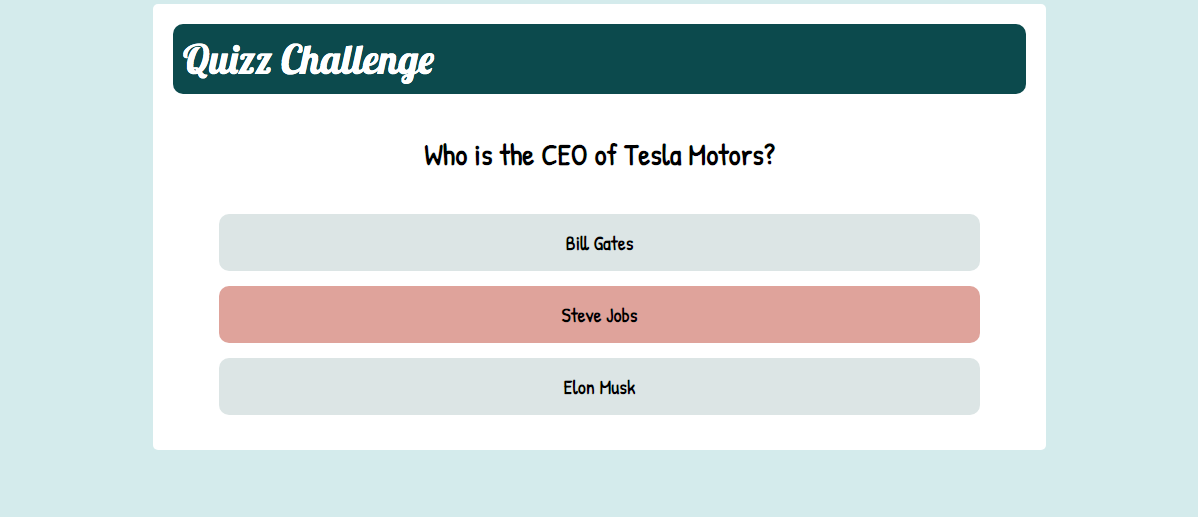 Quizz Challenge
Who is the CEO of Tesla Motors?
Bill Gates
Steve Jobs
Elon Musk